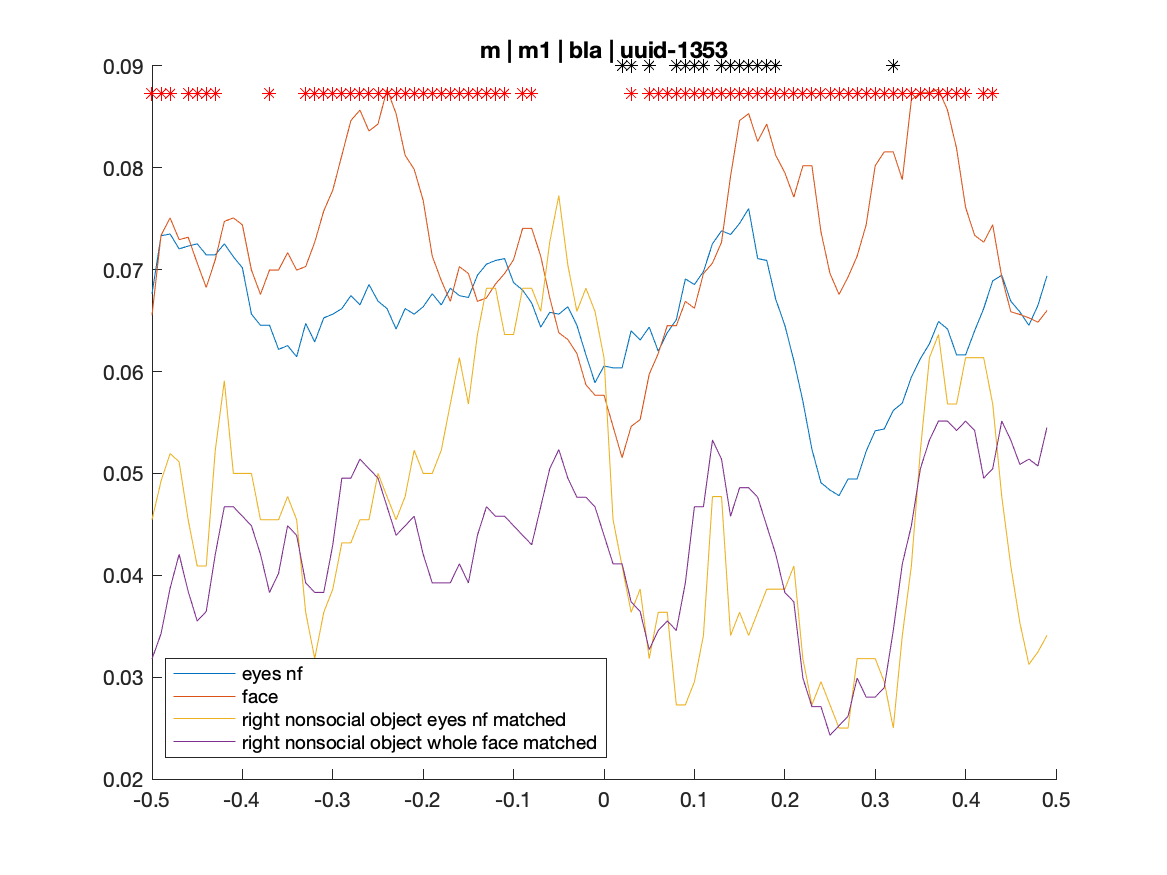 m | m1 | bla | uuid-1353
0.09
0.08
0.07
0.06
0.05
0.04
0.03
0.02
eyes nf
face
right nonsocial object eyes nf matched
right nonsocial object whole face matched
-0.5 -0.4 -0.3 -0.2 -0.1 0 0.1 0.2 0.3 0.4 0.5